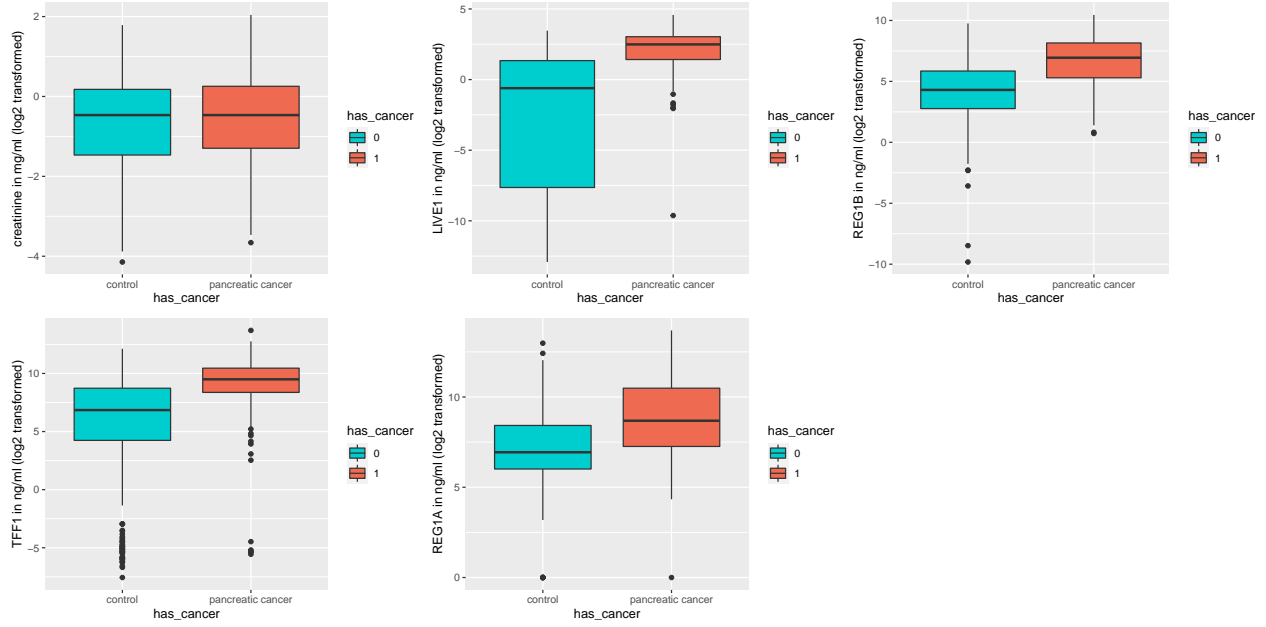 creatinine in mg/ml (log2 transformed)
2
0
−2
−4
control
pancreatic cancer
has_cancer
has_cancer
0
1
LIVE1 in ng/ml (log2 transformed)
5
0
−5
−10
control
pancreatic cancer
has_cancer
has_cancer
0
1
REG1B in ng/ml (log2 transformed)
10
5
0
−5
−10
control
pancreatic cancer
has_cancer
has_cancer
0
1
TFF1 in ng/ml (log2 transformed)
10
5
0
−5
control
pancreatic cancer
has_cancer
has_cancer
0
1
REG1A in ng/ml (log2 transformed)
10
5
0
control
pancreatic cancer
has_cancer
has_cancer
0
1